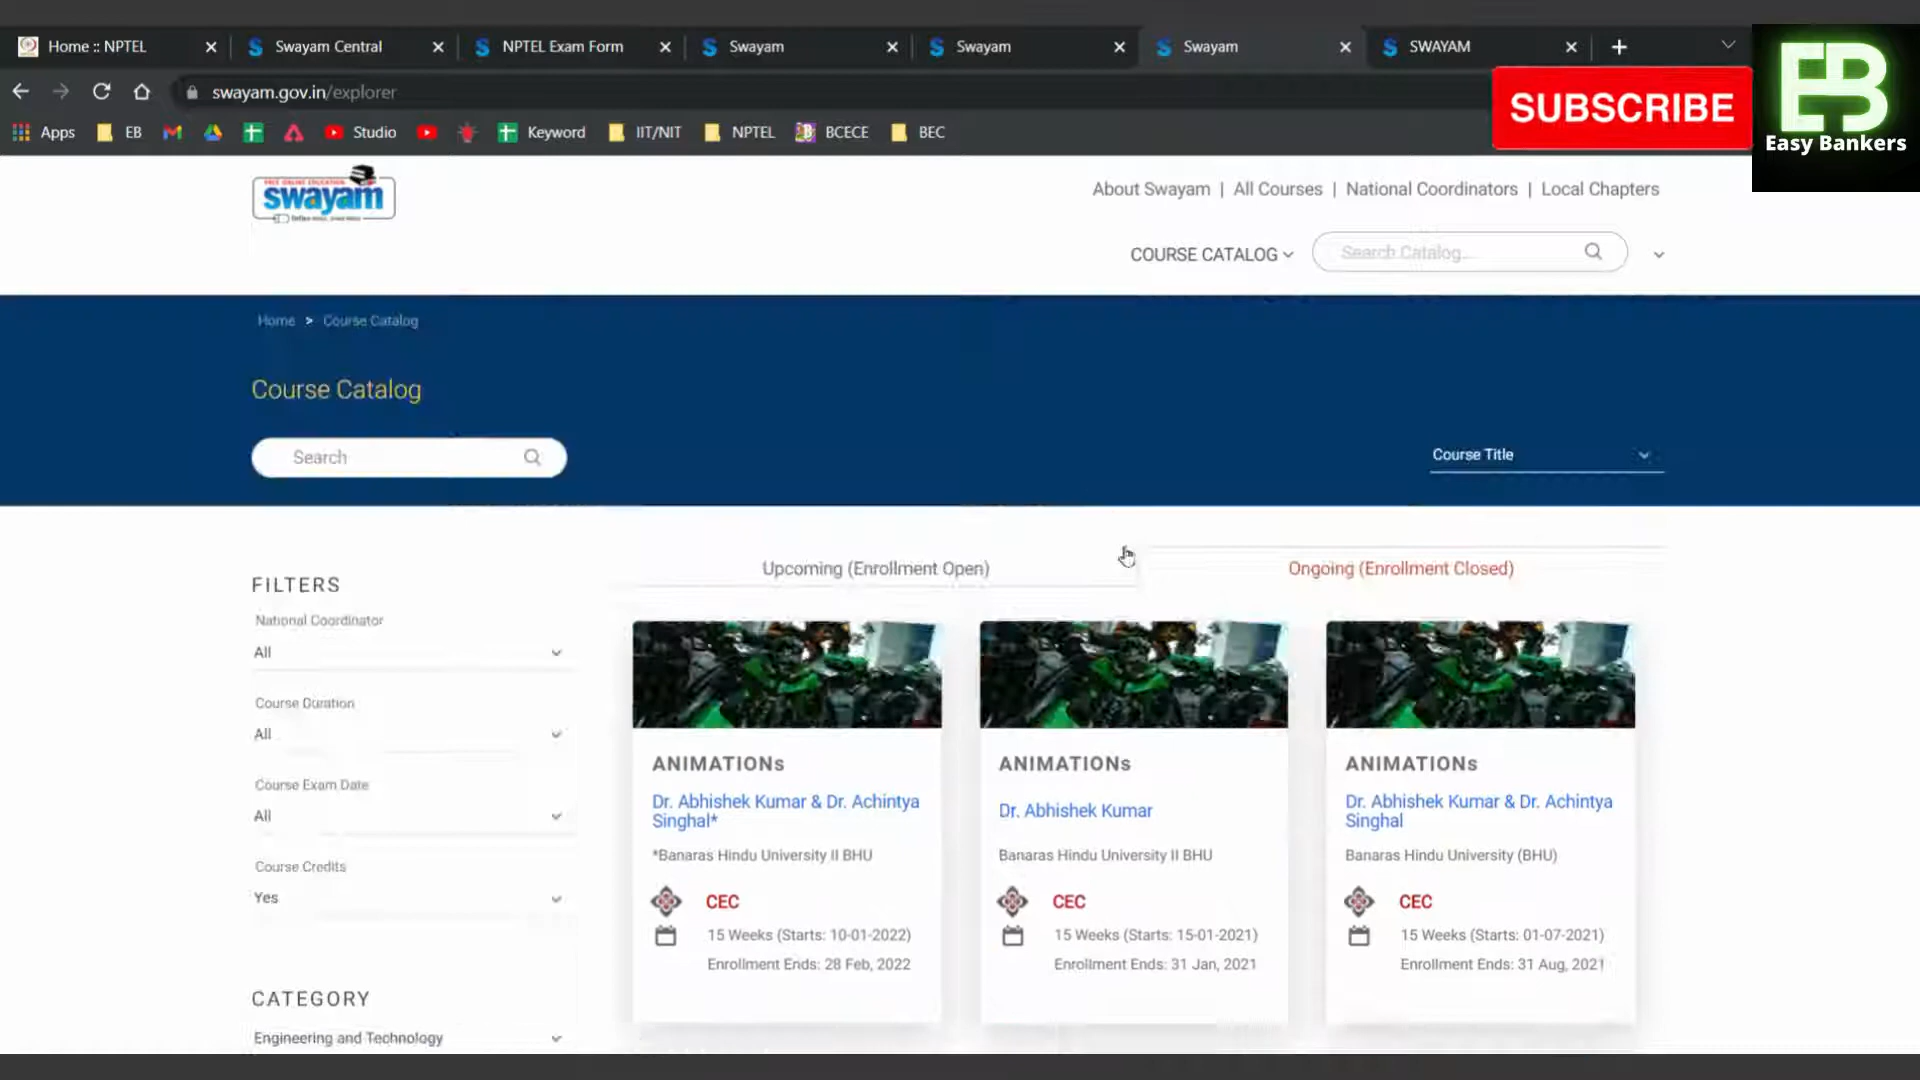 Home :: NPTEL
Swayam Central
NPTEL Exam Form
Swayam
Swayam
Swayam
SWAYAM
swayam.gov.in/explorer
Apps
EB
Studio
Keyword
IIT/NIT
NPTEL
BCECE
BEC
SUBSCRIBE
EB
Easy Bankers
FREE ONLINE EDUCATION
swayam
About Swayam | All Courses | National Coordinators | Local Chapters
COURSE CATALOG
Search Catalog...
Home > Course Catalog
Course Catalog
Search
Course Title
Upcoming (Enrollment Open)
Ongoing (Enrollment Closed)
FILTERS
National Coordinator
All
Course Duration
All
Course Exam Date
All
Course Credits
Yes
CATEGORY
Engineering and Technology
ANIMATIONs
Dr. Abhishek Kumar & Dr. Achintya
Singhal*
*Banaras Hindu University II BHU
CEC
15 Weeks (Starts: 10-01-2022)
Enrollment Ends: 28 Feb, 2022
ANIMATIONs
Dr. Abhishek Kumar
Banaras Hindu University II BHU
CEC
15 Weeks (Starts: 15-01-2021)
Enrollment Ends: 31 Jan, 2021
ANIMATIONs
Dr. Abhishek Kumar & Dr. Achintya
Singhal
Banaras Hindu University (BHU)
CEC
15 Weeks (Starts: 01-07-2021)
Enrollment Ends: 31 Aug, 2021